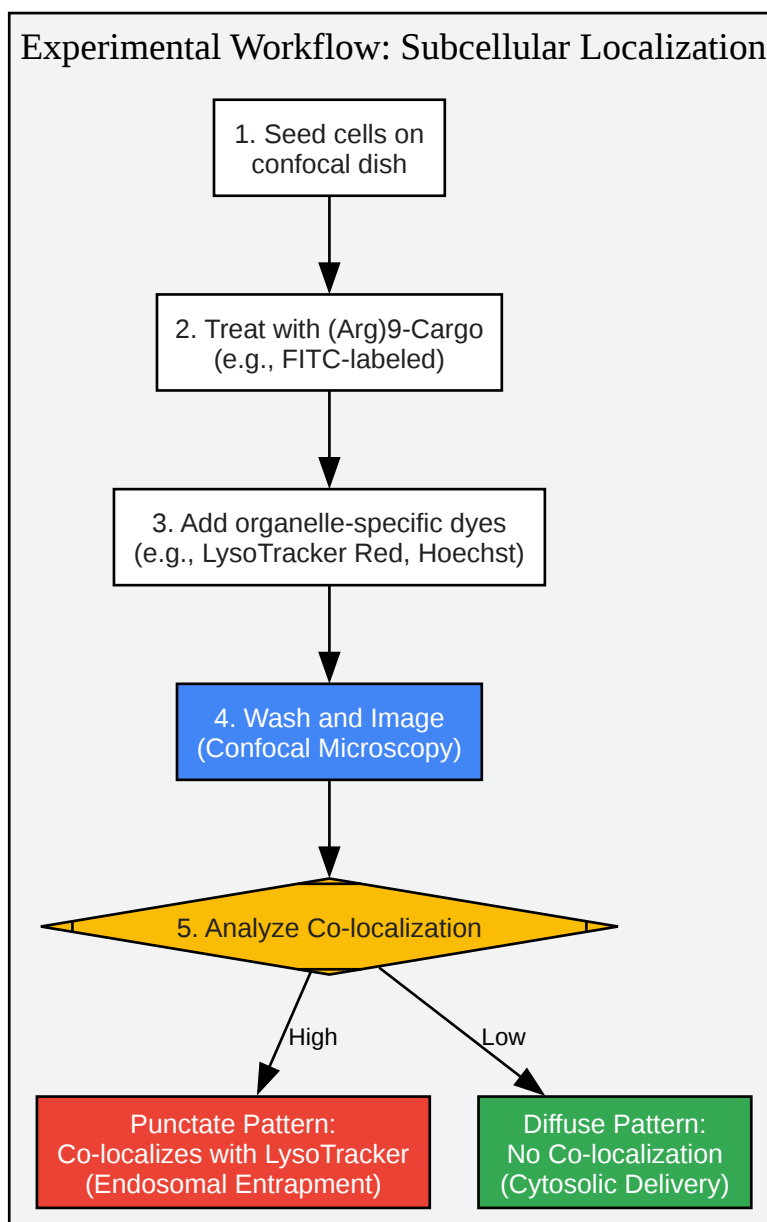 Experimental Workflow: Subcellular Localization
1. Seed cells on
confocal dish
2. Treat with (Arg)9-Cargo
(e.g., FITC-labeled)
3. Add organelle-specific dyes
(e.g., LysoTracker Red, Hoechst)
4. Wash and Image
(Confocal Microscopy)
5. Analyze Co-localization
High
Low
Punctate Pattern:
Co-localizes with LysoTracker
(Endosomal Entrapment)
Diffuse Pattern:
No Co-localization
(Cytosolic Delivery)